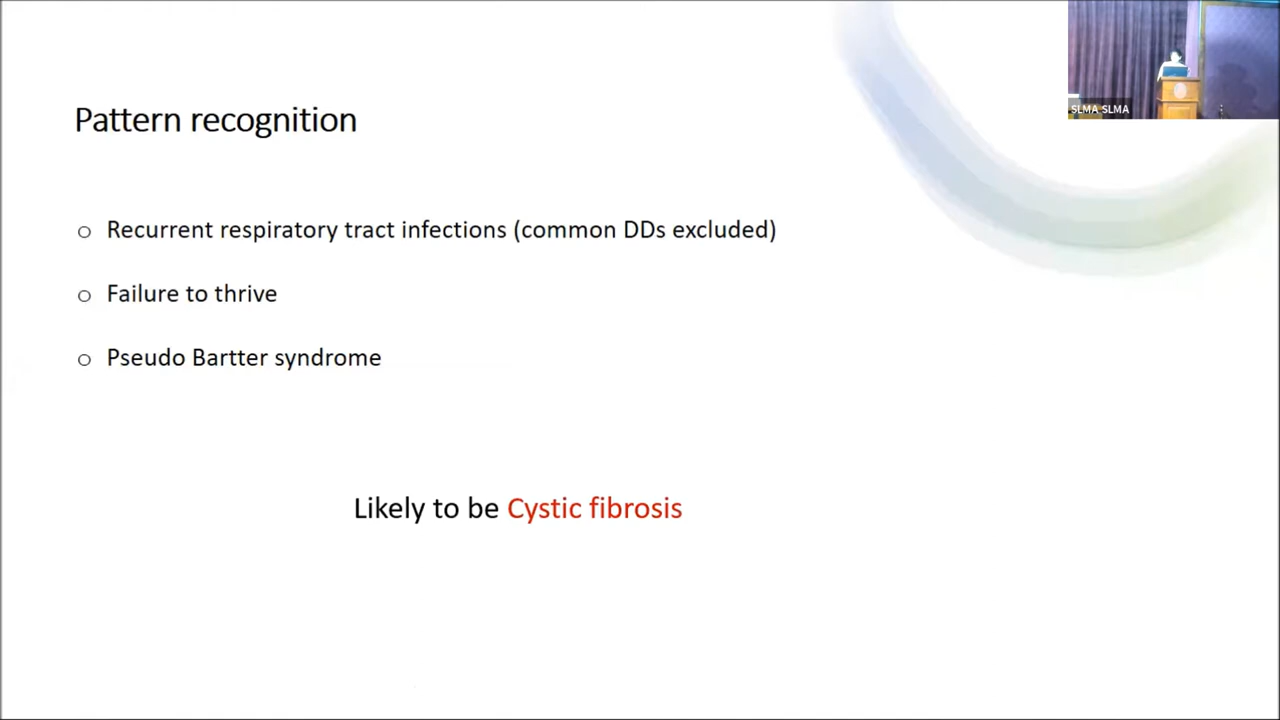 SLMA SLMA
Pattern recognition
Recurrent respiratory tract infections (common DDs excluded)
Failure to thrive
Pseudo Bartter syndrome
Likely to be Cystic fibrosis